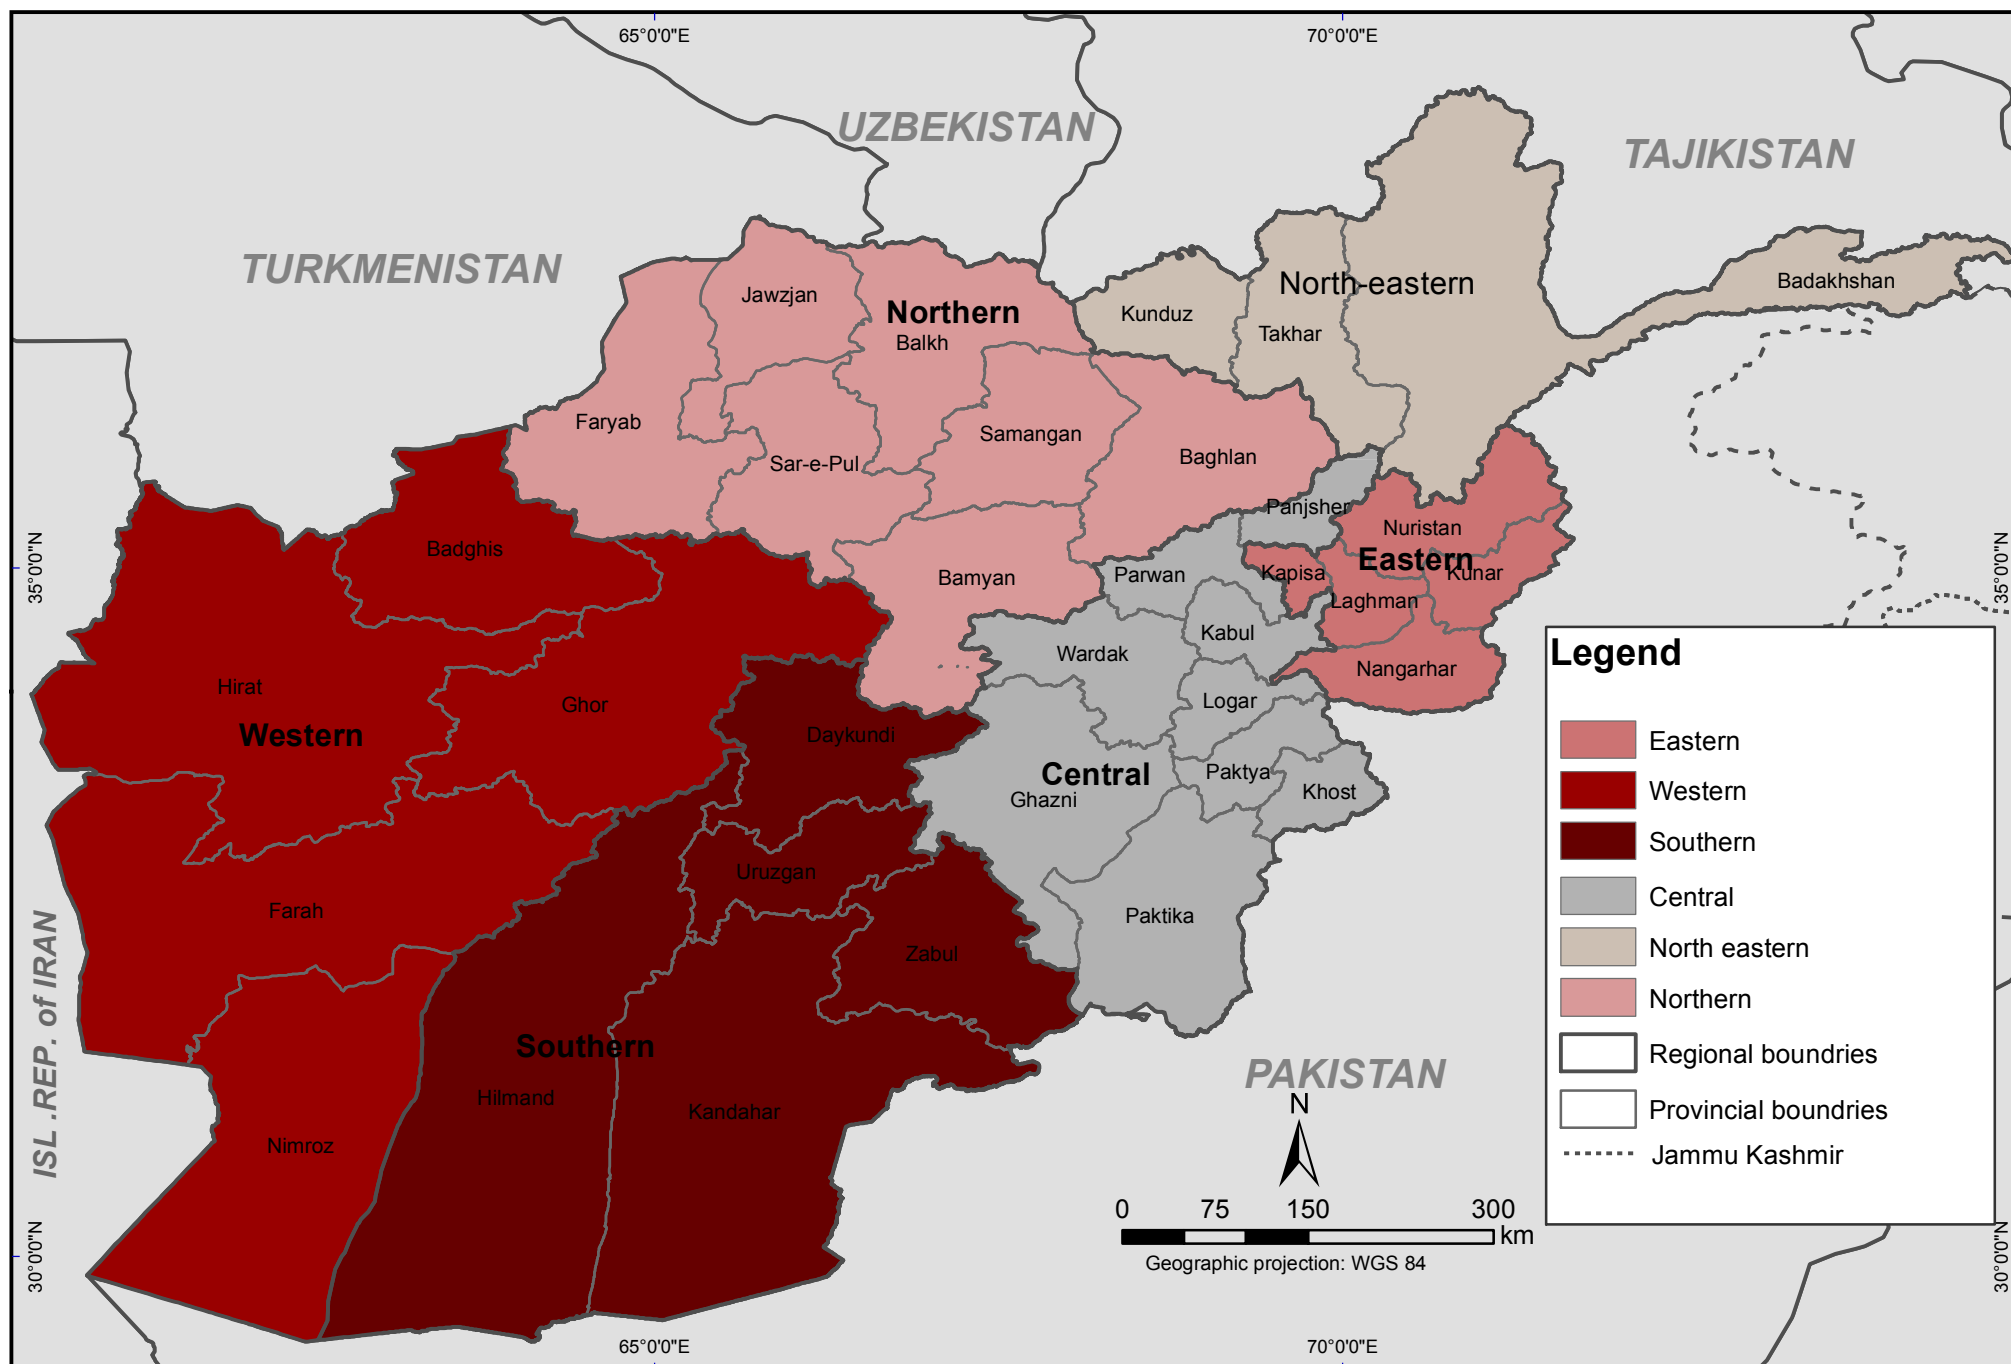 65°0'0"E
70°0'0"E
UZBEKISTAN
TAJIKISTAN
TURKMENISTAN
North-eastern
Badakhshan
Jawzjan
Northern
Kunduz
Balkh
Takhar
Faryab
Samangan
Sar-e-Pul
Baghlan
Panjsher
Nuristan
Badghis
Eastern
35°0'0"N
35°0'0"N
Parwan
Kapisa
Kunar
Bamyan
Laghman
Kabul
Wardak
Nangarhar
Hirat
Ghor
Logar
Western
Daykundi
Central
Paktya
Ghazni
Khost
Uruzgan
Farah
Paktika
Zabul
ISL .REP. of IRAN
Southern
Hilmand
Kandahar
PAKISTAN
Nimroz
N
0 75 150 300
km
Geographic projection: WGS 84
Legend
Eastern
Western
Southern
Central
North eastern
Northern
Regional boundries
Provincial boundries
Jammu Kashmir
30°0'0"N
30°0'0"N
65°0'0"E
70°0'0"E